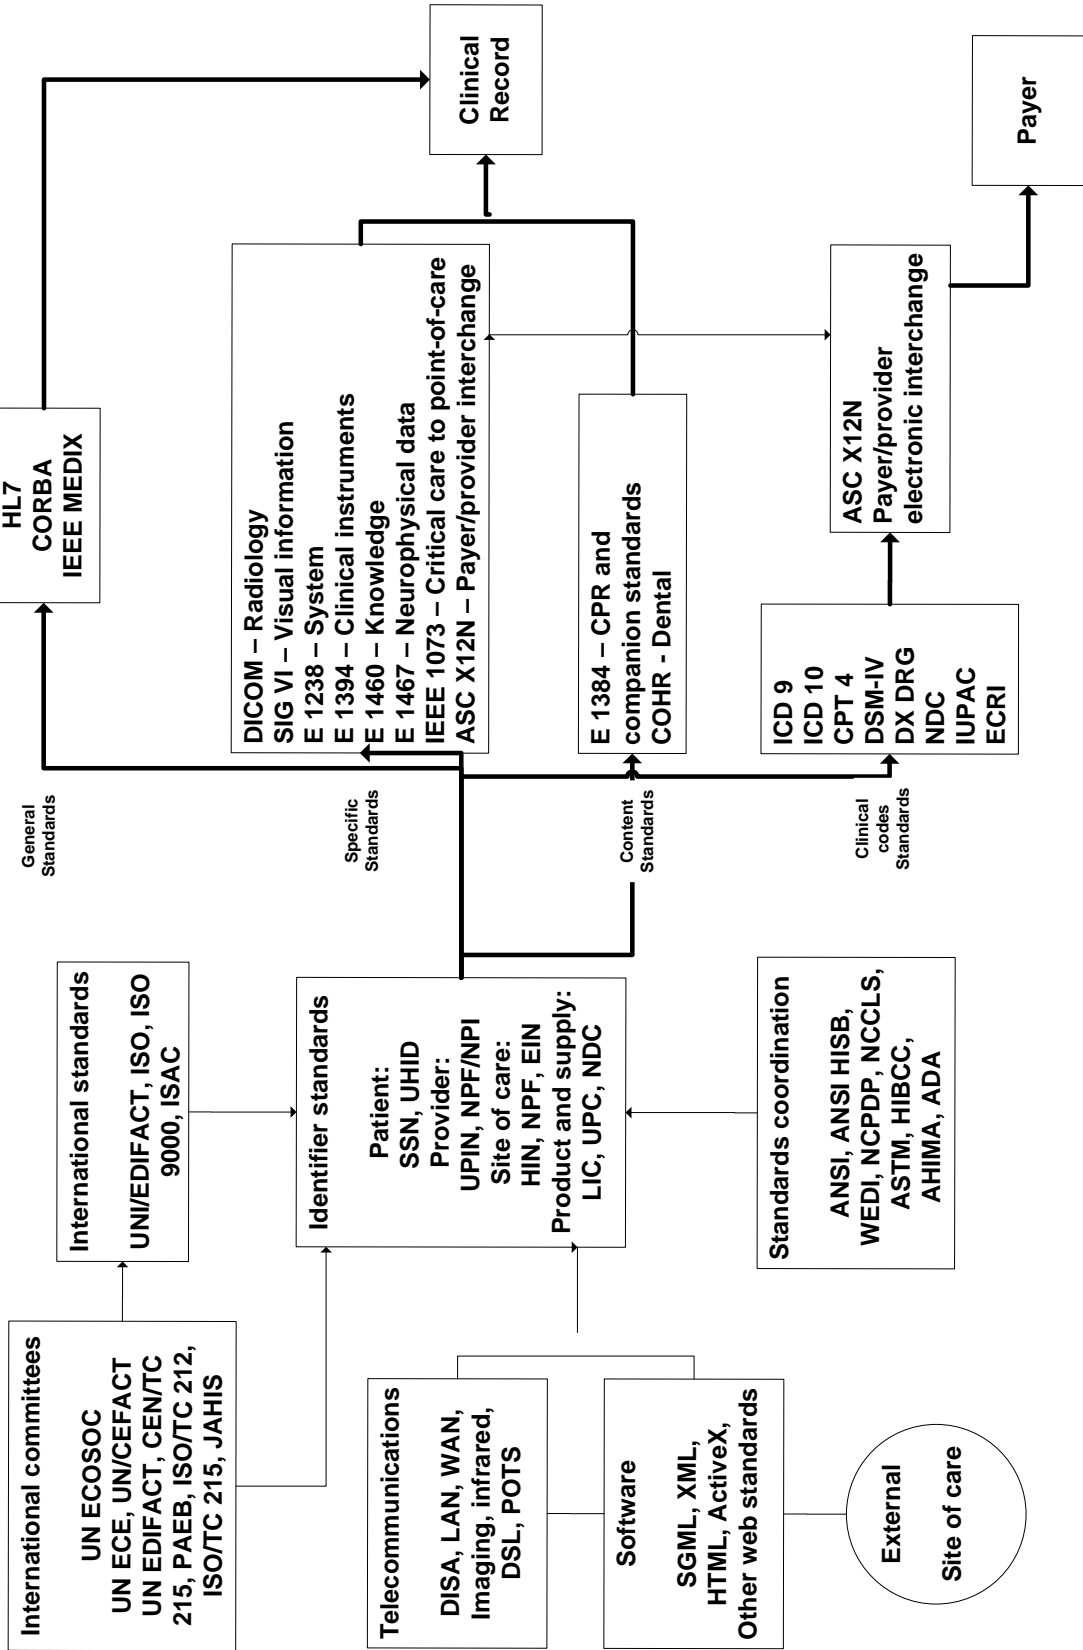 International committees
UN ECOSOC
UN ECE, UN/CEFACT
UN EDIFACT, CEN/TC
215, PAEB, ISO/TC 212,
ISO/TC 215, JAHIS
Telecommunications
DISA, LAN, WAN,
Imaging, infrared,
DSL, POTS
Software
SGML, XML,
HTML, ActiveX,
Other web standards
External
Site of care
International standards
UNI/EDIFACT, ISO, ISO
9000, ISAC
Identifier standards
Patient:
SSN, UHID
Provider:
UPIN, NPF/NPI
Site of care:
HIN, NPF, EIN
Product and supply:
LIC, UPC, NDC
Standards coordination
ANSI, ANSI HISB,
WEDI, NCPDP, NCCLS,
ASTM, HIBCC,
AHIMA, ADA
General
Standards
Specific
Standards
Content
Standards
Clinical
codes
Standards
HL7
CORBA
IEEE MEDIX
DICOM – Radiology
SIG VI – Visual information
E 1238 – System
E 1394 – Clinical instruments
E 1460 – Knowledge
E 1467 – Neurophysical data
IEEE 1073 – Critical care to point-of-care
ASC X12N – Payer/provider interchange
E 1384 – CPR and
companion standards
COHR - Dental
ICD 9
ICD 10
CPT 4
DSM-IV
DX DRG
NDC
IUPAC
ECRI
ASC X12N
Payer/provider
electronic interchange
Clinical
Record
Payer